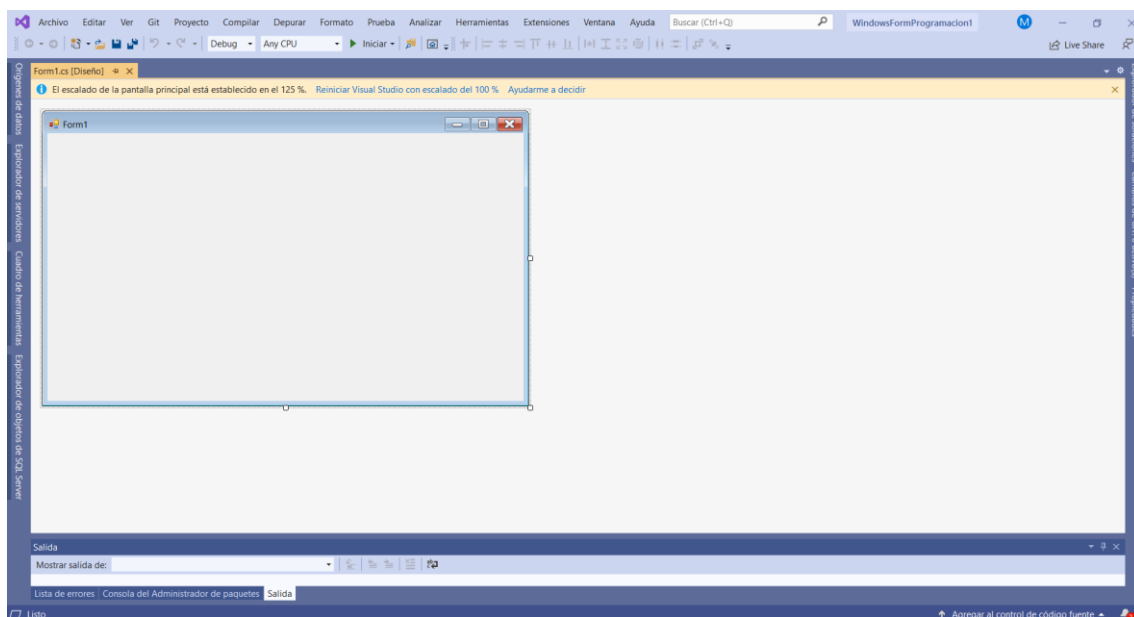 Archivo Editar Ver Git Proyecto Compilar Depurar Formato Prueba Analizar Herramientas Extensiones Ventana Ayuda Buscar (Ctrl+Q) WindowsFormProgramacion1 M
Debug Any CPU Iniciar Live Share
Form1.cs [Diseño]
El escalado de la pantalla principal está establecido en el 125 %. Reiniciar Visual Studio con escalado del 100 % Ayudarme a decidir
Form1
Orígenes de datos
Explorador de servidores
Cuadro de herramientas
Explorador de objetos de SQL Server
Salida
Mostrar salida de:
Lista de errores Consola del Administrador de paquetes Salida
Listo Agregar al control de código fuente